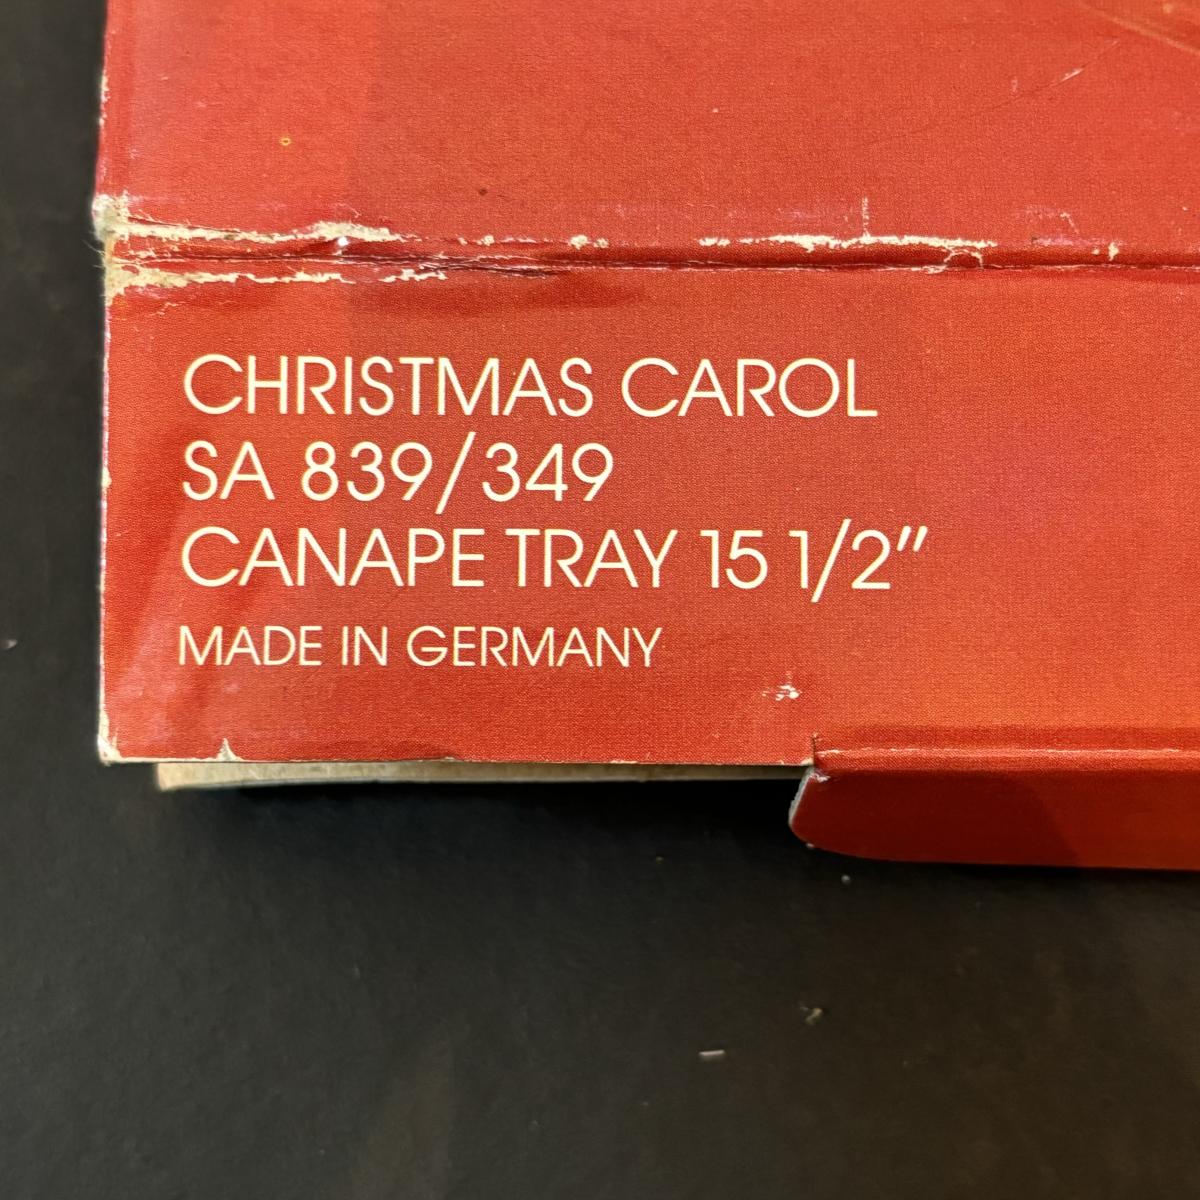 CHRISTMAS CAROL
SA 839/349
CANAPE TRAY 15 1/2"
MADE IN GERMANY